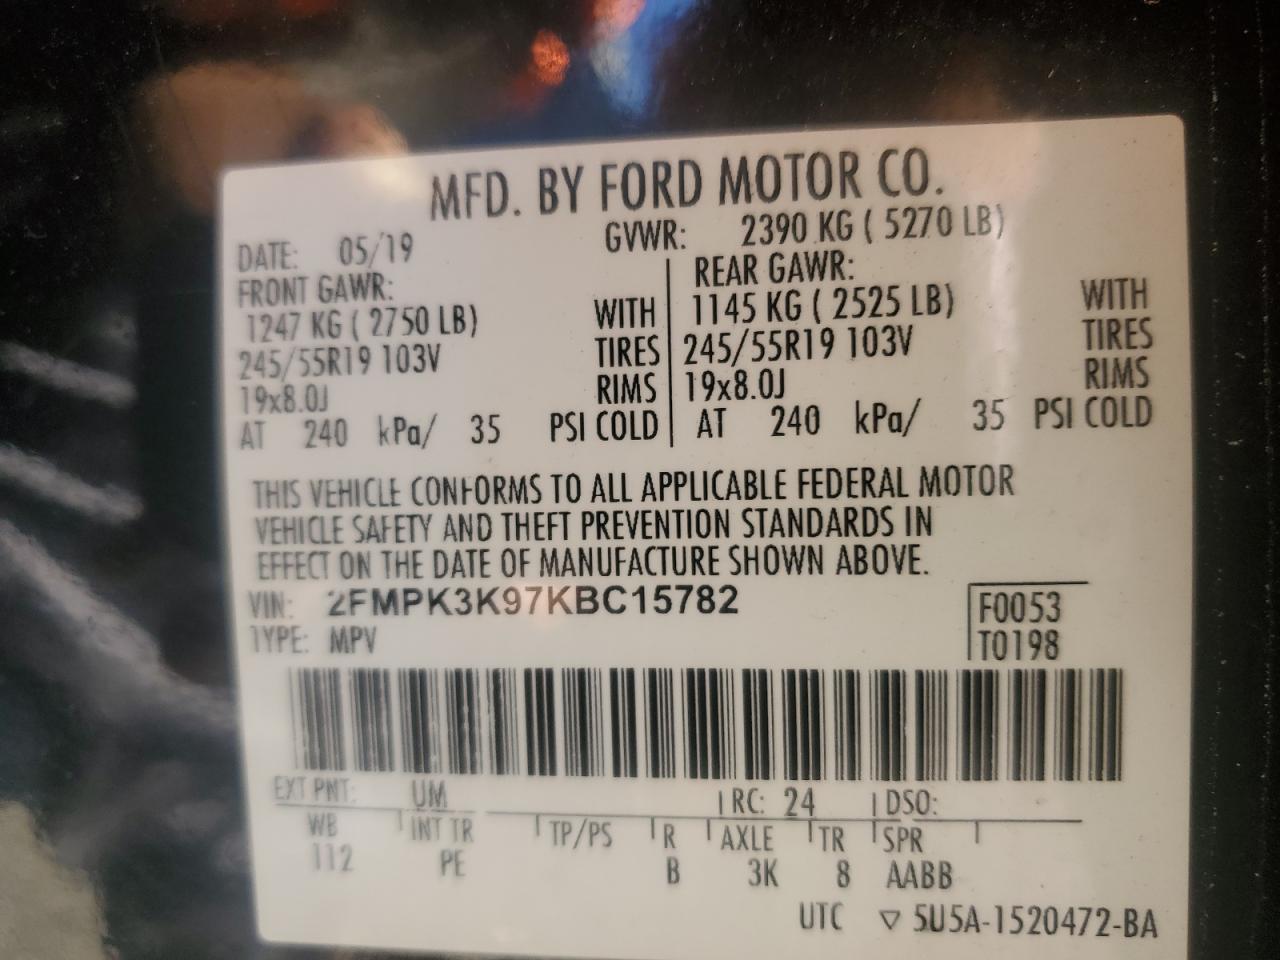 MFD. BY FORD MOTOR CO.
DATE: 05/19 GVWR: 2390 KG ( 5270 LB)
FRONT GAWR: REAR GAWR:
1247 KG ( 2750 LB) WITH 1145 KG ( 2525 LB) WITH
245/55R19 103V TIRES 245/55R19 103V TIRES
19x8.0J RIMS 19x8.0J RIMS
AT 240 kPa/ 35 PSI COLD AT 240 kPa/ 35 PSI COLD
THIS VEHICLE CONFORMS TO ALL APPLICABLE FEDERAL MOTOR
VEHICLE SAFETY AND THEFT PREVENTION STANDARDS IN
EFFECT ON THE DATE OF MANUFACTURE SHOWN ABOVE.
VIN: 2FMPK3K97KBC15782 F0053
TYPE: MPV T0198
EXT PNT: UM RC: 24 DSO:
WB INT TR TP/PS R AXLE TR SPR
112 PE B 3K 8 AABB
UTC ▽ 5U5A-1520472-BA